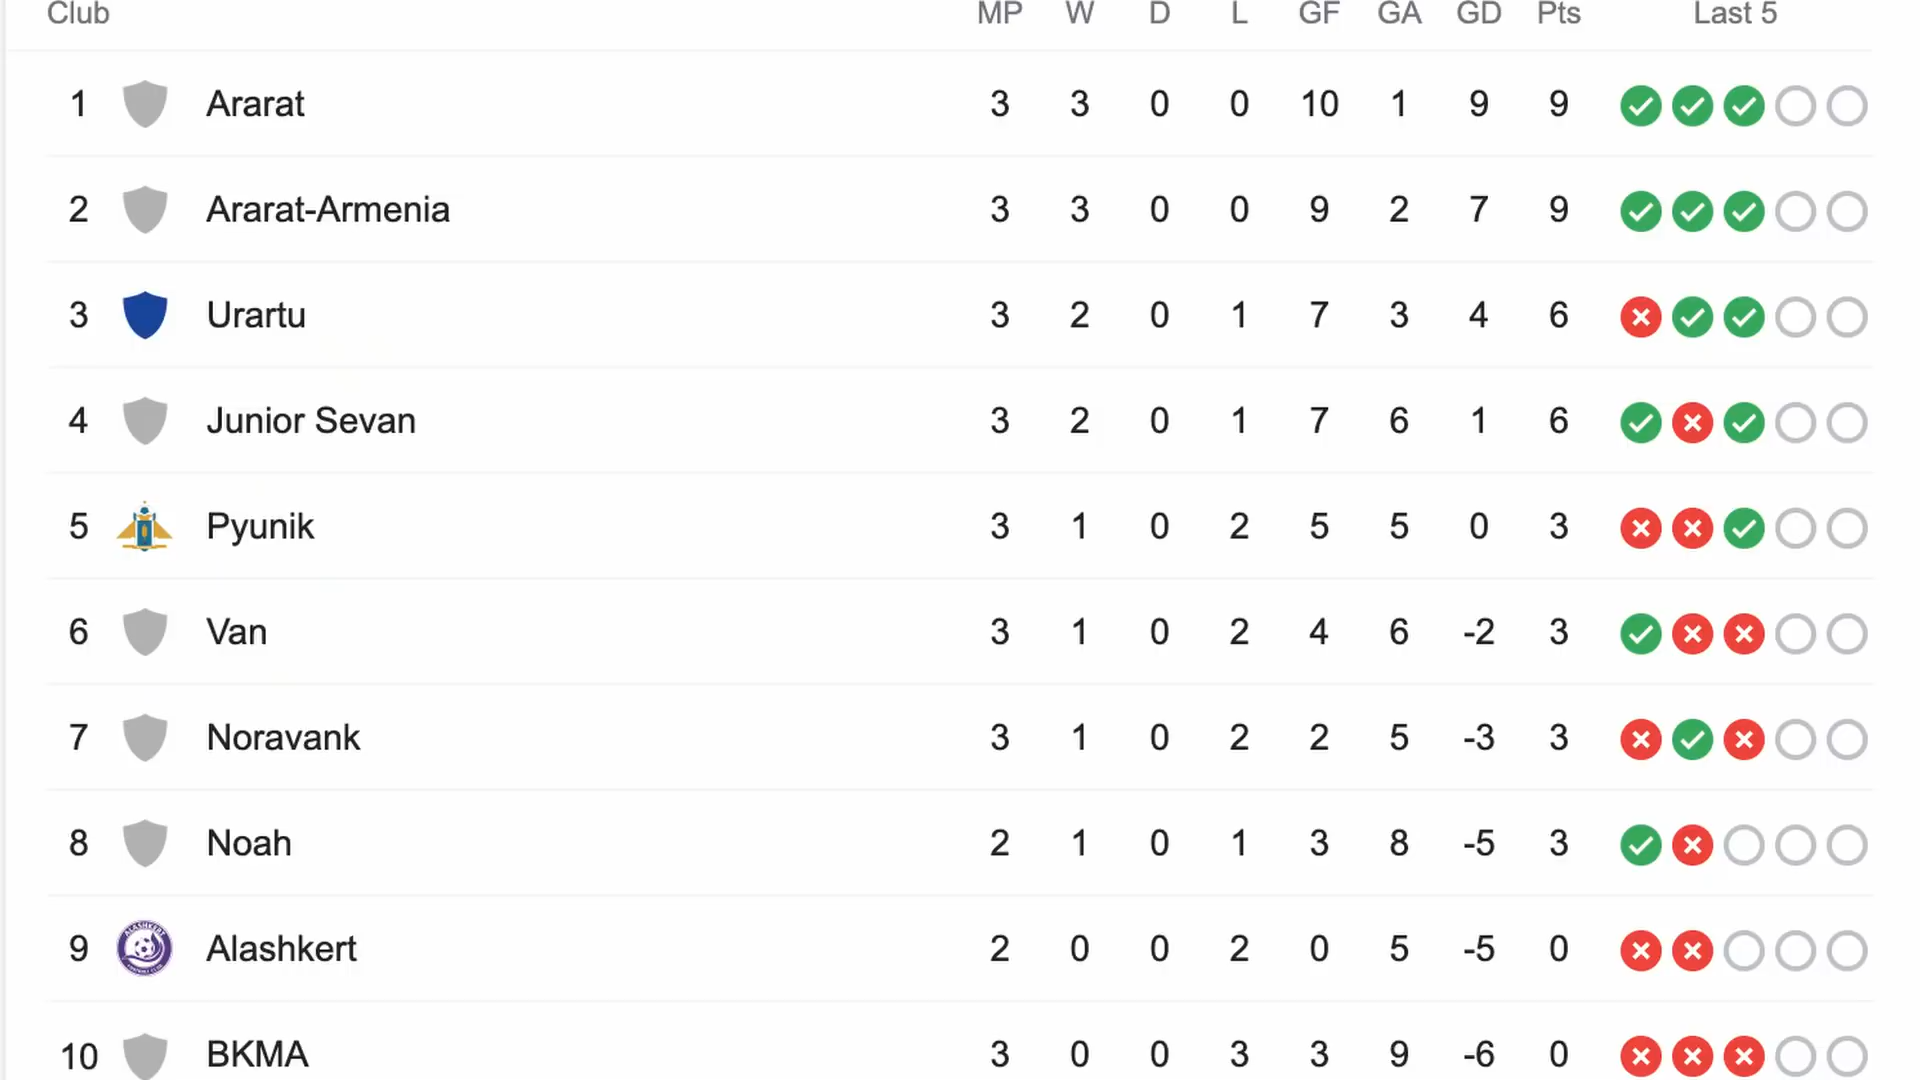 Club MP W D L GF GA GD Pts Last 5
1 Ararat 3 3 0 0 10 1 9 9
2 Ararat-Armenia 3 3 0 0 9 2 7 9
3 Urartu 3 2 0 1 7 3 4 6
4 Junior Sevan 3 2 0 1 7 6 1 6
5 Pyunik 3 1 0 2 5 5 0 3
6 Van 3 1 0 2 4 6 -2 3
7 Noravank 3 1 0 2 2 5 -3 3
8 Noah 2 1 0 1 3 8 -5 3
ALASHKERT
9 Alashkert 2 0 0 2 0 5 -5 0
10 BKMA 3 0 0 3 3 9 -6 0